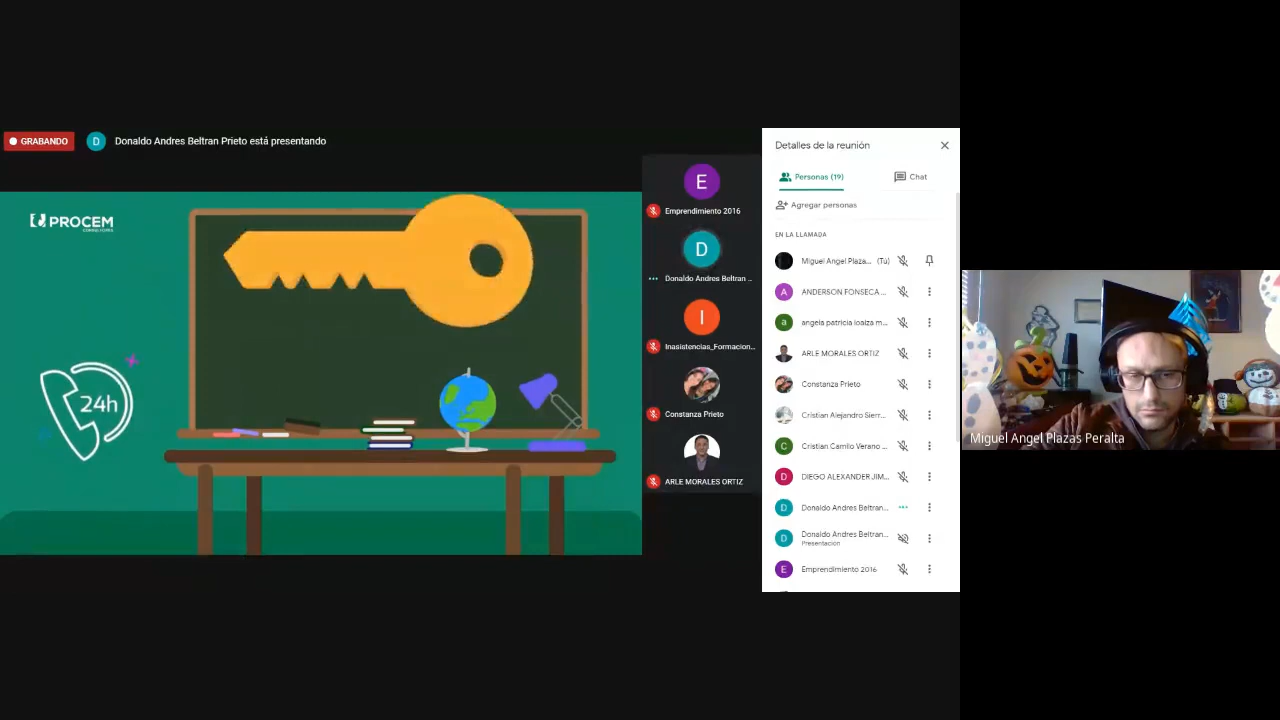 GRABANDO
D
Donaldo Andres Beltran Prieto está presentando
PROCEM
24h
E
Emprendimiento 2016
D
Donaldo Andres Beltran ...
I
Inasistencias_Formacion...
Constanza Prieto
ARLE MORALES ORTIZ
Detalles de la reunión
Personas (19)
Chat
Agregar personas
EN LA LLAMADA
Miguel Angel Plaza... (Tú)
A
ANDERSON FONSECA ...
a
angela patricia loaiza m...
ARLE MORALES ORTIZ
Constanza Prieto
Cristian Alejandro Sierr...
C
Cristian Camilo Verano ...
D
DIEGO ALEXANDER JIM...
D
Donaldo Andres Beltran...
D
Donaldo Andres Beltran...
Presentación
E
Emprendimiento 2016
Miguel Angel Plazas Peralta